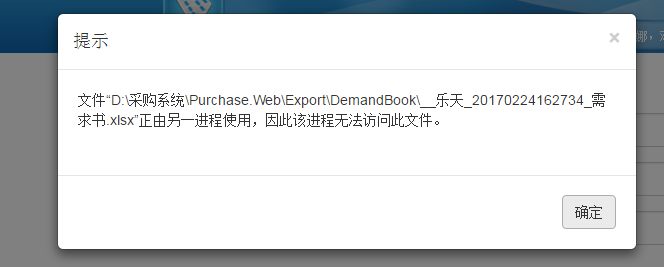 提示
×
文件“D:\采购系统\Purchase.Web\Export\DemandBook\__乐天_20170224162734_需
求书.xlsx”正由另一进程使用，因此该进程无法访问此文件。
确定